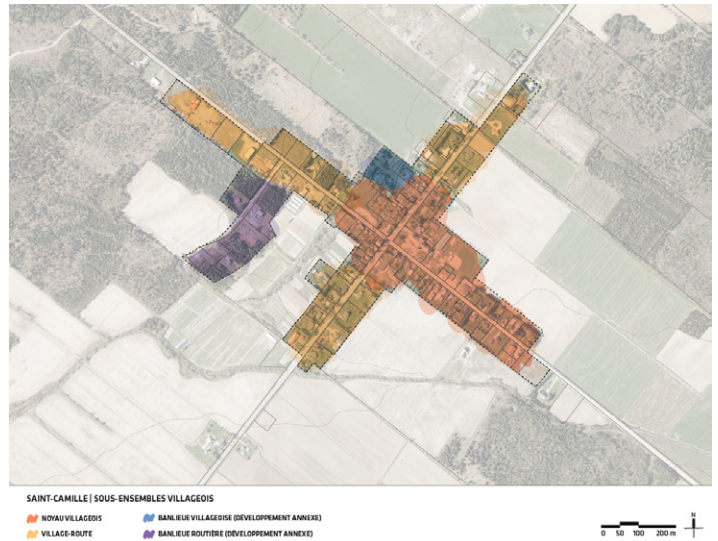 SAINT-CAMILLE | SOUS-ENSEMBLES VILLAGEOIS
NOYAU VILLAGEOIS
BANLIEUE VILLAGEOISE (DÉVELOPPEMENT ANNEXE)
VILLAGE-ROUTE
BANLIEUE ROUTIÈRE (DÉVELOPPEMENT ANNEXE)
0 50 100 200 m
N